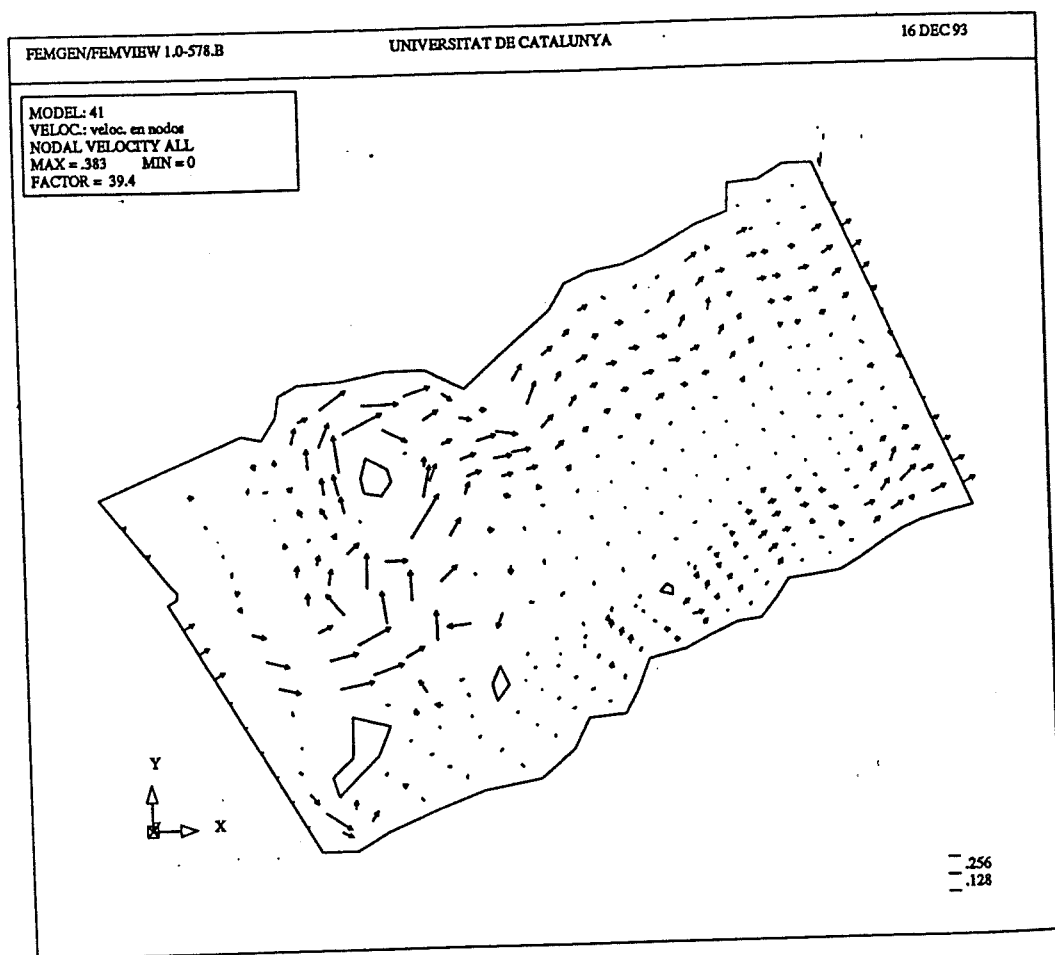 FEMGEN/FEMVIEW 1.0-578.B
UNIVERSITAT DE CATALUNYA
16 DEC 93
MODEL: 41
VELOC.: veloc. en nodos
NODAL VELOCITY ALL
MAX = .383 MIN = 0
FACTOR = 39.4
Y
X
.256
.128